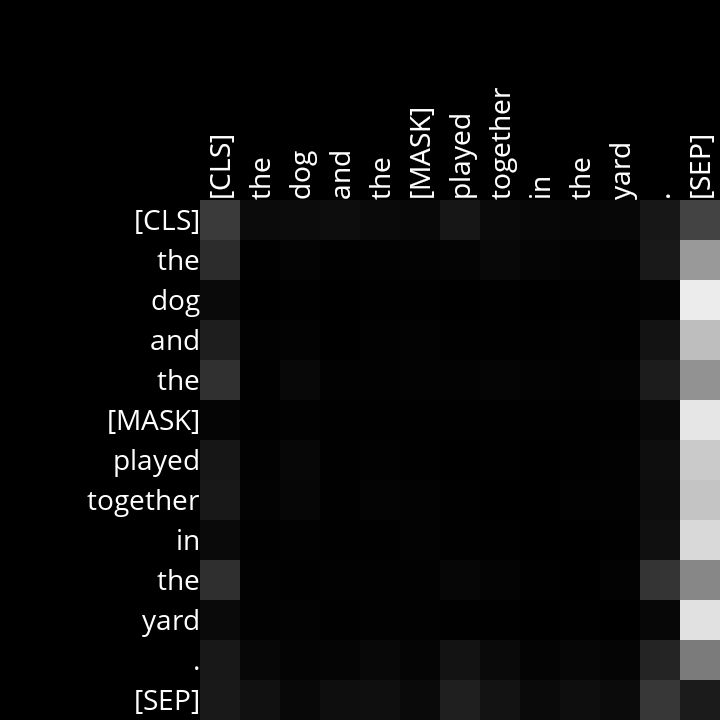 [CLS] the dog and the [MASK] played together in the yard . [SEP]
[CLS]
the
dog
and
the
[MASK]
played
together
in
the
yard
.
[SEP]